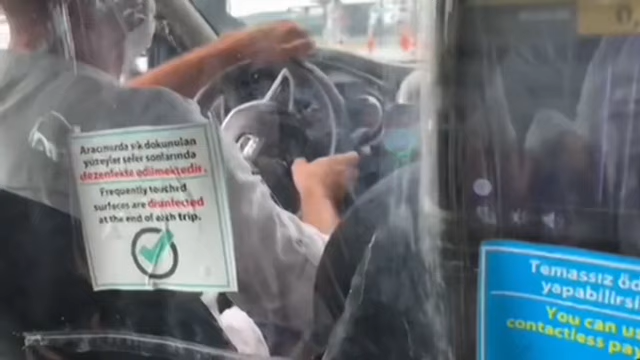 Aracımızda sık dokunulan
yüzeyler sefer sonlarında
dezenfekte edilmektedir.
Frequently touched
surfaces are disinfected
at the end of each trip.
Temassız öd
yapabilirsi
You can us
contactless pay